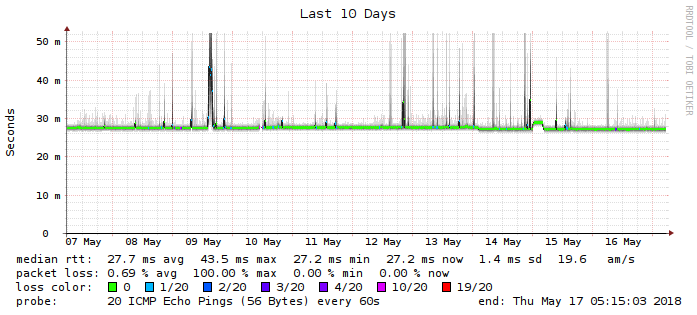 Last 10 Days
RRDTOOL / TOBI OETIKER
Seconds
50 m
40 m
30 m
20 m
10 m
0
07 May 08 May 09 May 10 May 11 May 12 May 13 May 14 May 15 May 16 May
median rtt: 27.7 ms avg 43.5 ms max 27.2 ms min 27.2 ms now 1.4 ms sd 19.6 am/s
packet loss: 0.69 % avg 100.00 % max 0.00 % min 0.00 % now
loss color: 0 1/20 2/20 3/20 4/20 10/20 19/20
probe: 20 ICMP Echo Pings (56 Bytes) every 60s end: Thu May 17 05:15:03 2018